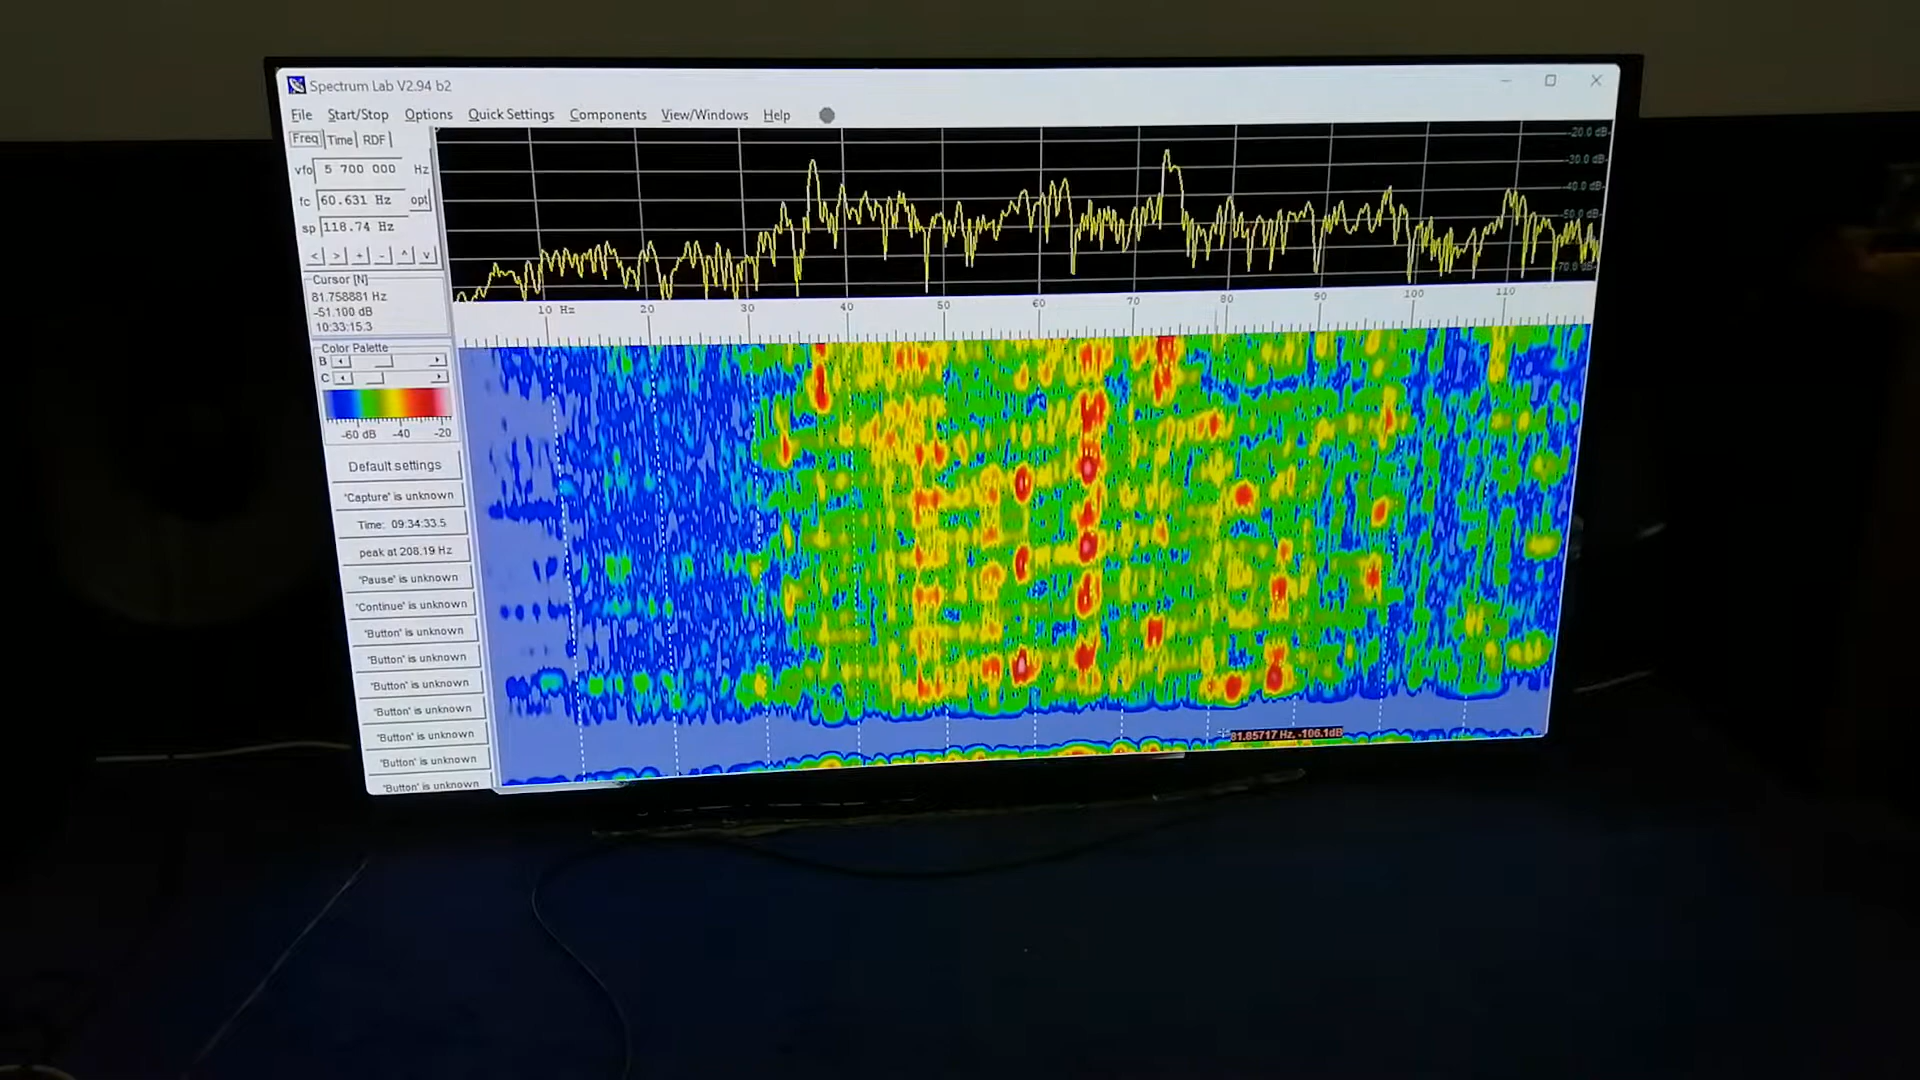 Spectrum Lab V2.94 b2
File Start/Stop Options Quick Settings Components View/Windows Help
Freq Time RDF
vfo 5 700 000 Hz
fc 60.631 Hz opt
sp 118.74 Hz
< > + - ^ v
Cursor [N]
81.758881 Hz
-51.100 dB
10:33:15.3
Color Palette
B
C
-60 dB -40 -20
Default settings
"Capture" is unknown
Time: 09:34:33.5
peak at 208.19 Hz
"Pause" is unknown
"Continue" is unknown
"Button" is unknown
"Button" is unknown
"Button" is unknown
"Button" is unknown
"Button" is unknown
"Button" is unknown
"Button" is unknown
-20.0 dB
-30.0 dB
-40.0 dB
-50.0 dB
-70.0 dB
10 Hz 20 30 40 50 60 70 80 90 100 110
81.85717 Hz, -106.1dB